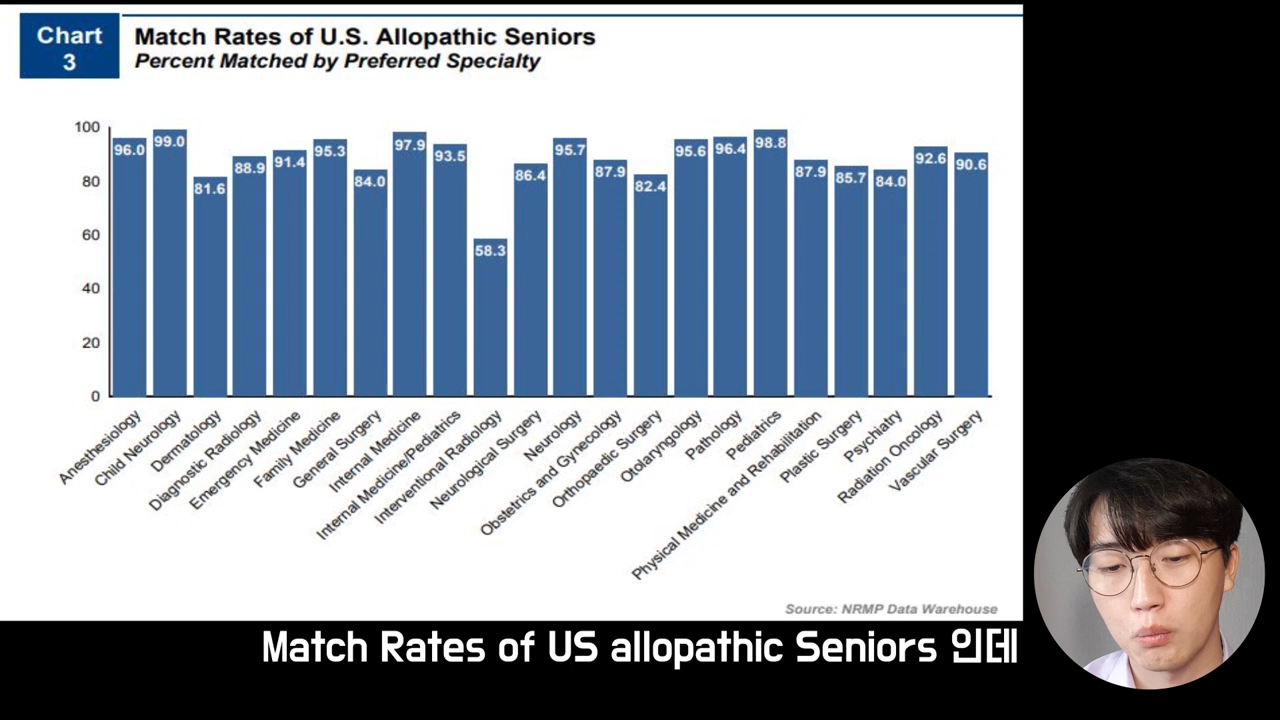 Chart
3
Match Rates of U.S. Allopathic Seniors
Percent Matched by Preferred Specialty
100
80
60
40
20
0
96.0
99.0
81.6
88.9
91.4
95.3
84.0
97.9
93.5
58.3
86.4
95.7
87.9
82.4
95.6
96.4
98.8
87.9
85.7
84.0
92.6
90.6
Anesthesiology
Child Neurology
Dermatology
Diagnostic Radiology
Emergency Medicine
Family Medicine
General Surgery
Internal Medicine
Internal Medicine/Pediatrics
Interventional Radiology
Neurological Surgery
Neurology
Obstetrics and Gynecology
Orthopaedic Surgery
Otolaryngology
Pathology
Pediatrics
Physical Medicine and Rehabilitation
Plastic Surgery
Psychiatry
Radiation Oncology
Vascular Surgery
Source: NRMP Data Warehouse
Match Rates of US allopathic Seniors 인데